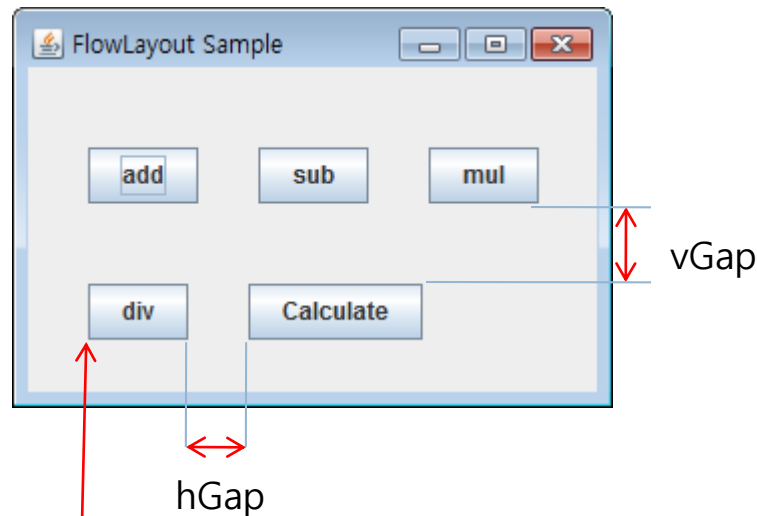 FlowLayout Sample
add
sub
mul
vGap
div
Calculate
hGap